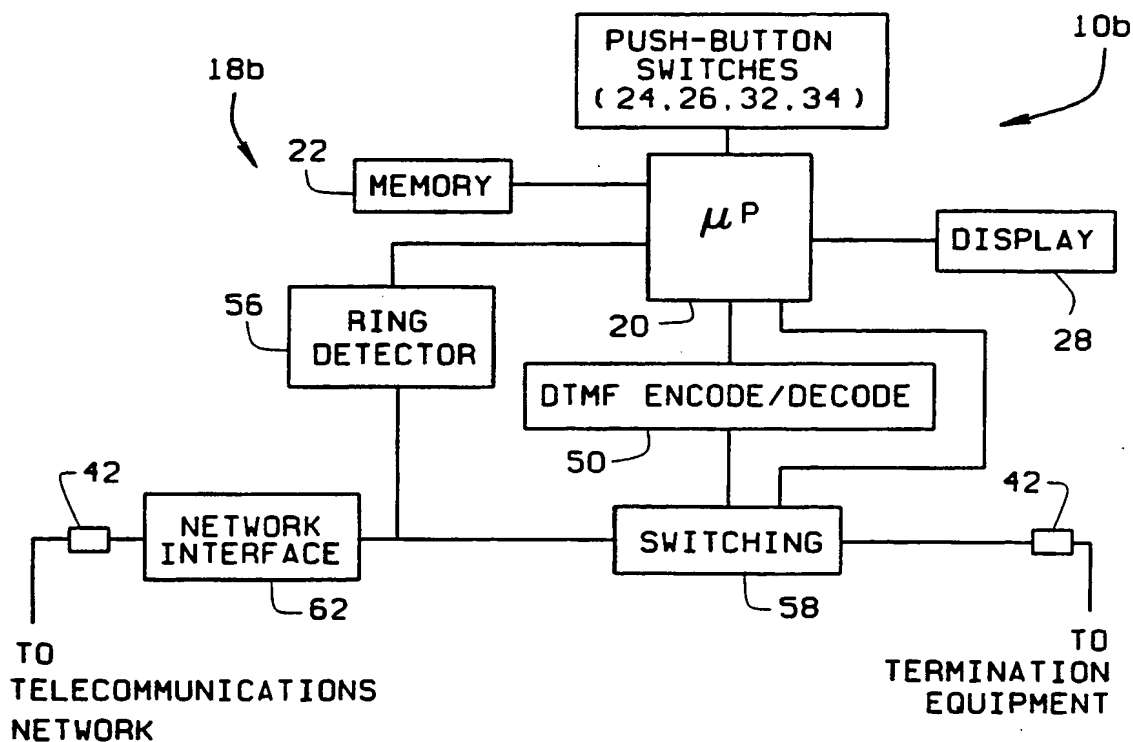 PUSH-BUTTON
SWITCHES
(24,26,32,34)
10b
18b
22
MEMORY
μP
DISPLAY
28
20
56
RING
DETECTOR
DTMF ENCODE/DECODE
50
42
NETWORK
INTERFACE
62
SWITCHING
58
42
TO
TELECOMMUNICATIONS
NETWORK
TO
TERMINATION
EQUIPMENT